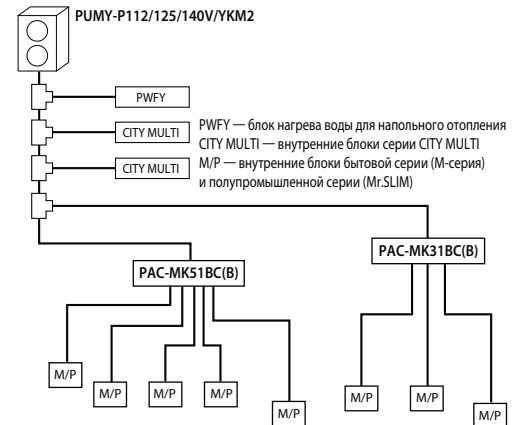 PUMY-P112/125/140V/YKM2
PWFY
CITY MULTI
CITY MULTI
PWFY — блок нагрева воды для напольного отопления
CITY MULTI — внутренние блоки серии CITY MULTI
M/P — внутренние блоки бытовой серии (M-серия)
и полупромышленной серии (Mr.SLIM)
PAC-MK51BC(B)
PAC-MK31BC(B)
M/P
M/P
M/P
M/P
M/P
M/P
M/P
M/P